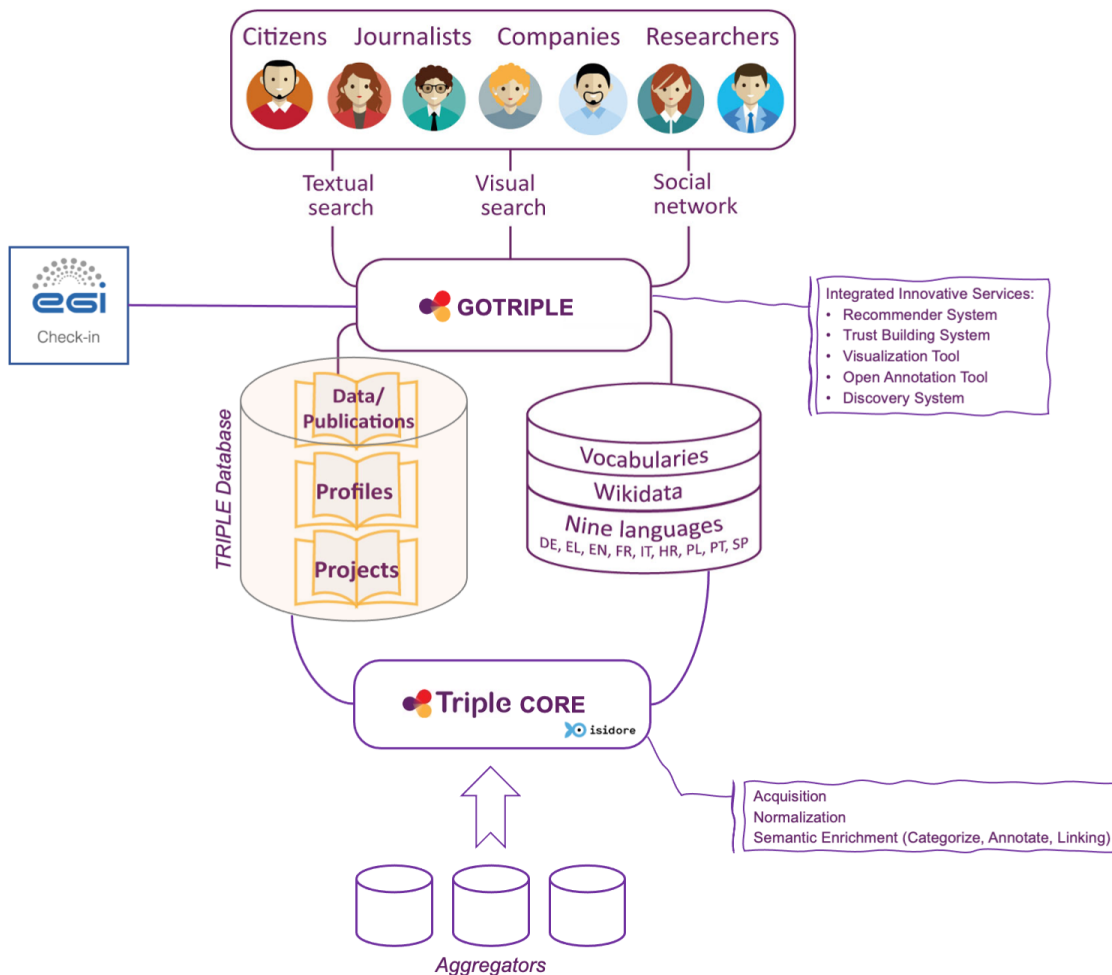 Citizens Journalists Companies Researchers
Textual
search
Visual
search
Social
network
egi
Check-in
GOTRIPLE
Integrated Innovative Services:
• Recommender System
• Trust Building System
• Visualization Tool
• Open Annotation Tool
• Discovery System
TRIPLE Database
Data/
Publications
Profiles
Projects
Vocabularies
Wikidata
Nine languages
DE, EL, EN, FR, IT, HR, PL, PT, SP
Triple CORE
isidore
Acquisition
Normalization
Semantic Enrichment (Categorize, Annotate, Linking)
Aggregators